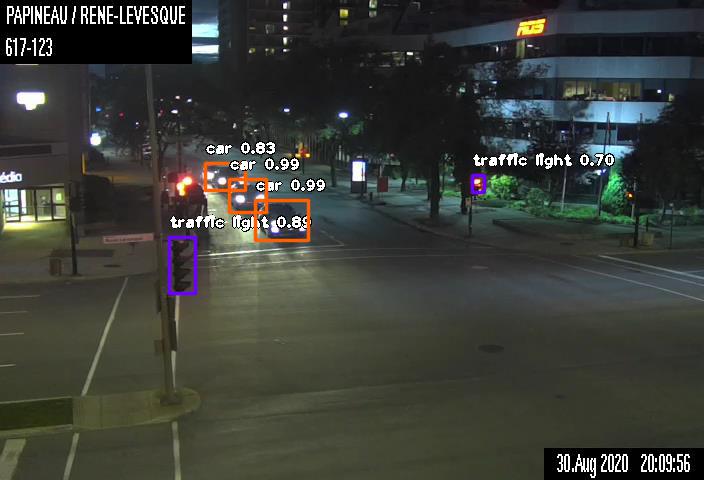 PAPINEAU / RENE-LEVESQUE
617-123
car 0.83
car 0.99
car 0.99
traffic light 0.70
traffic light 0.89
édia
30.Aug 2020 20:09:56